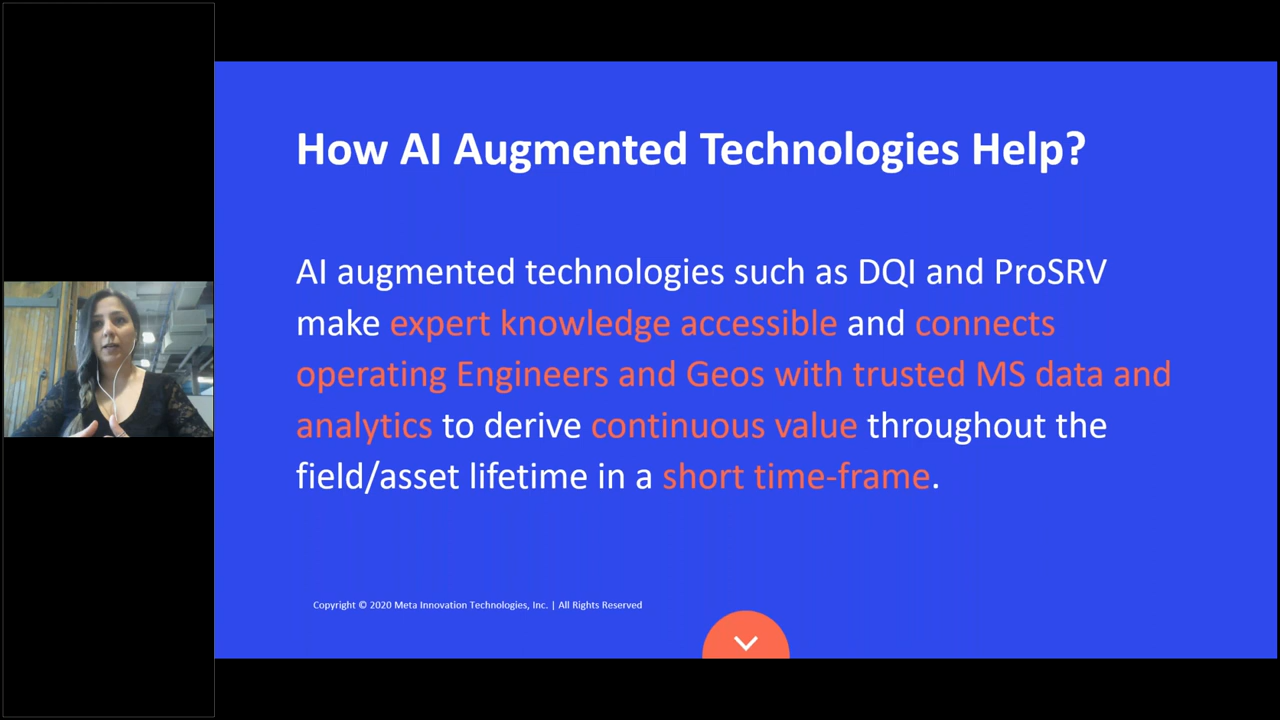 How AI Augmented Technologies Help?
AI augmented technologies such as DQI and ProSRV
make expert knowledge accessible and connects
operating Engineers and Geos with trusted MS data and
analytics to derive continuous value throughout the
field/asset lifetime in a short time-frame.
Copyright © 2020 Meta Innovation Technologies, Inc. | All Rights Reserved